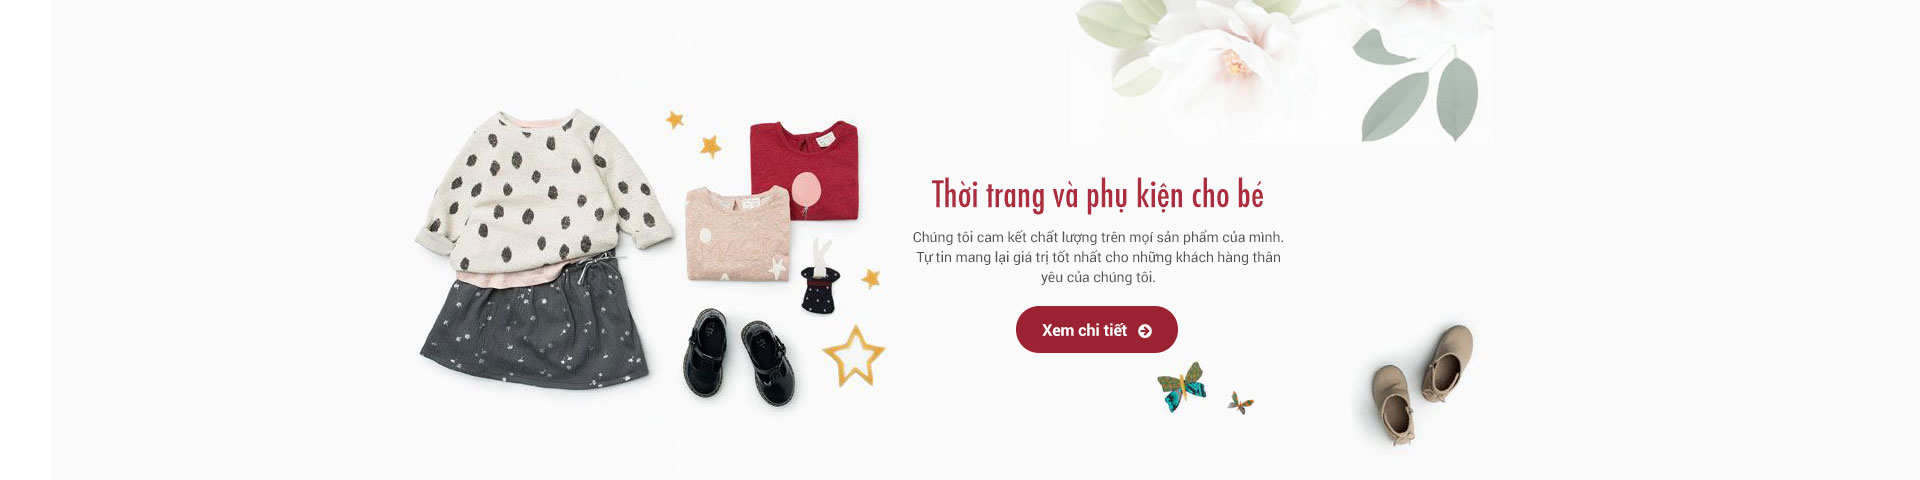 Thời trang và phụ kiện cho bé
Chúng tôi cam kết chất lượng trên mọi sản phẩm của mình.
Tự tin mang lại giá trị tốt nhất cho những khách hàng thân
yêu của chúng tôi.
Xem chi tiết